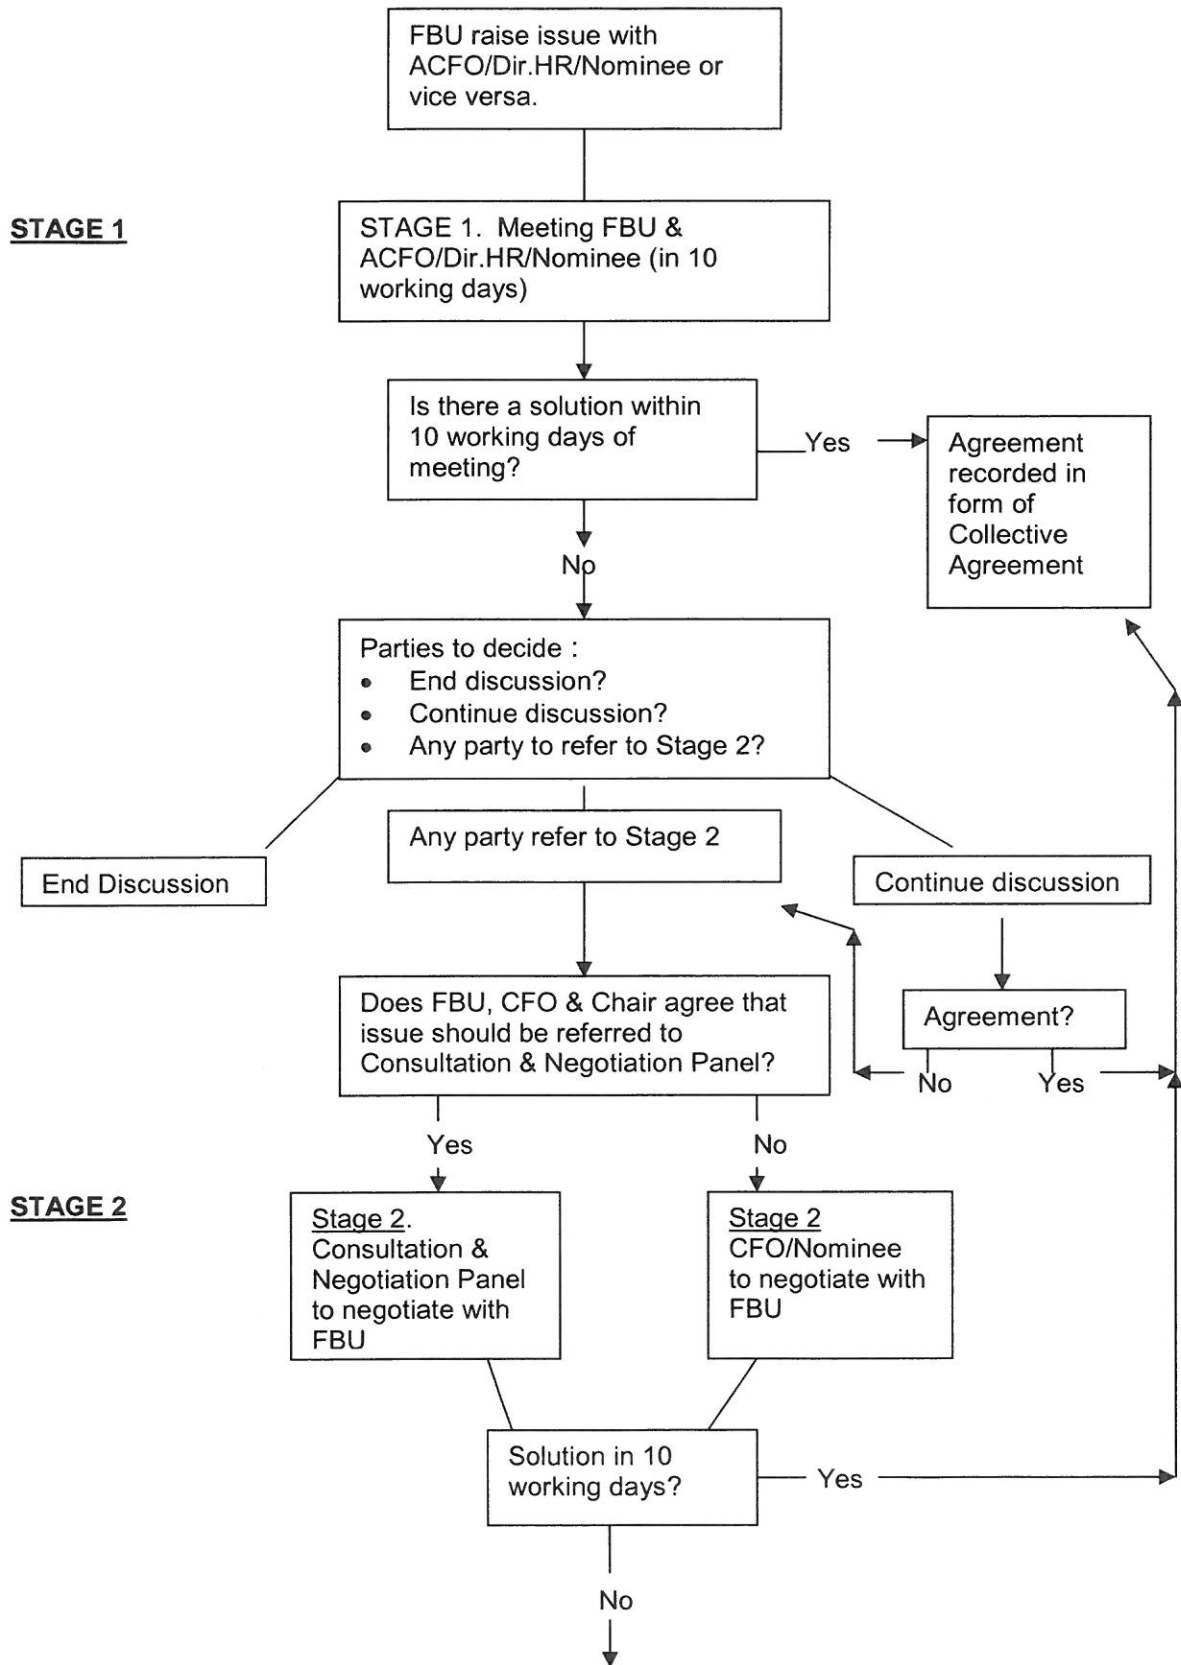 FBU raise issue with
ACFO/Dir.HR/Nominee or
vice versa.
STAGE 1
STAGE 1.  Meeting FBU &
ACFO/Dir.HR/Nominee (in 10
working days)
Is there a solution within
10 working days of
meeting?
Yes
Agreement
recorded in
form of
Collective
Agreement
No
Parties to decide :
• End discussion?
• Continue discussion?
• Any party to refer to Stage 2?
Any party refer to Stage 2
End Discussion
Continue discussion
Does FBU, CFO & Chair agree that
issue should be referred to
Consultation & Negotiation Panel?
Agreement?
No
Yes
Yes
No
STAGE 2
Stage 2.
Consultation &
Negotiation Panel
to negotiate with
FBU
Stage 2
CFO/Nominee
to negotiate with
FBU
Solution in 10
working days?
Yes
No